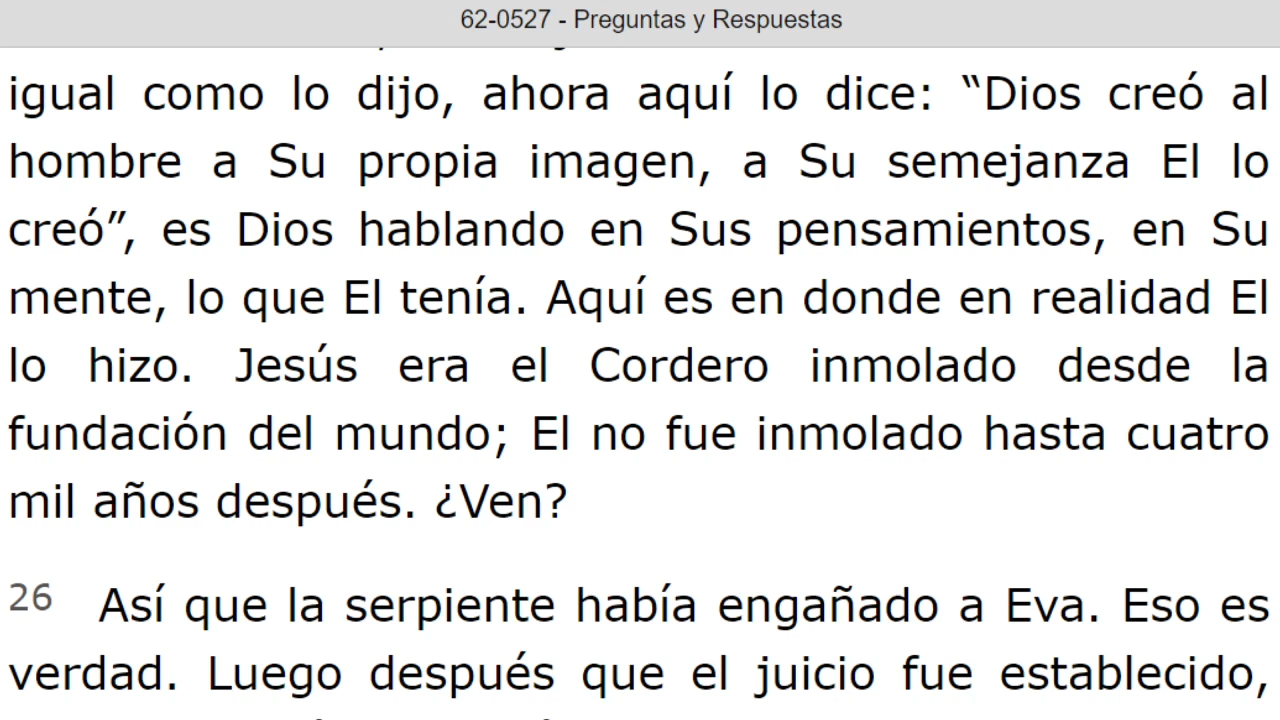 62-0527 - Preguntas y Respuestas
igual como lo dijo, ahora aquí lo dice: “Dios creó al
hombre a Su propia imagen, a Su semejanza El lo
creó”, es Dios hablando en Sus pensamientos, en Su
mente, lo que El tenía. Aquí es en donde en realidad El
lo hizo. Jesús era el Cordero inmolado desde la
fundación del mundo; El no fue inmolado hasta cuatro
mil años después. ¿Ven?
26 Así que la serpiente había engañado a Eva. Eso es
verdad. Luego después que el juicio fue establecido,